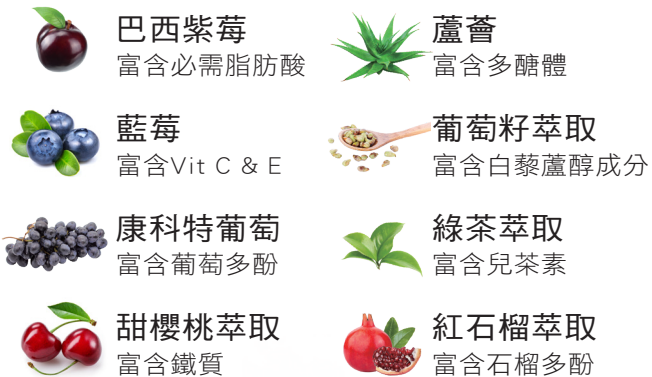 巴西紫莓
富含必需脂肪酸
蘆薈
富含多醣體
藍莓
富含Vit C & E
葡萄籽萃取
富含白藜蘆醇成分
康科特葡萄
富含葡萄多酚
綠茶萃取
富含兒茶素
甜櫻桃萃取
富含鐵質
紅石榴萃取
富含石榴多酚